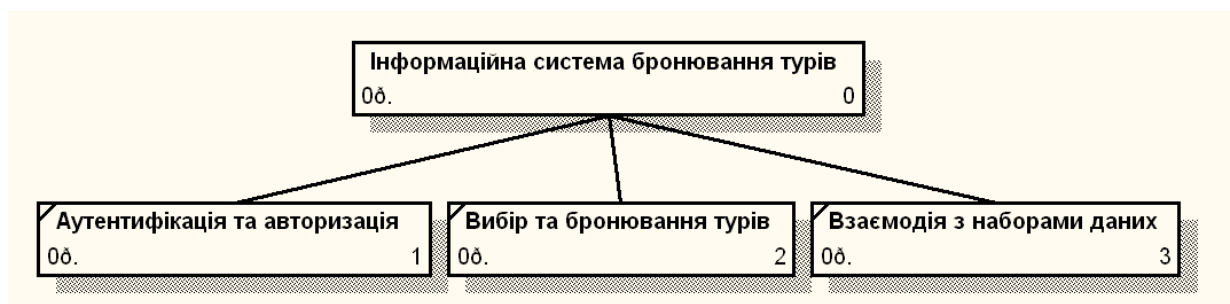 Інформаційна система бронювання турів
0ð. 0
Аутентифікація та авторизація
0ð. 1
Вибір та бронювання турів
0ð. 2
Взаємодія з наборами даних
0ð. 3